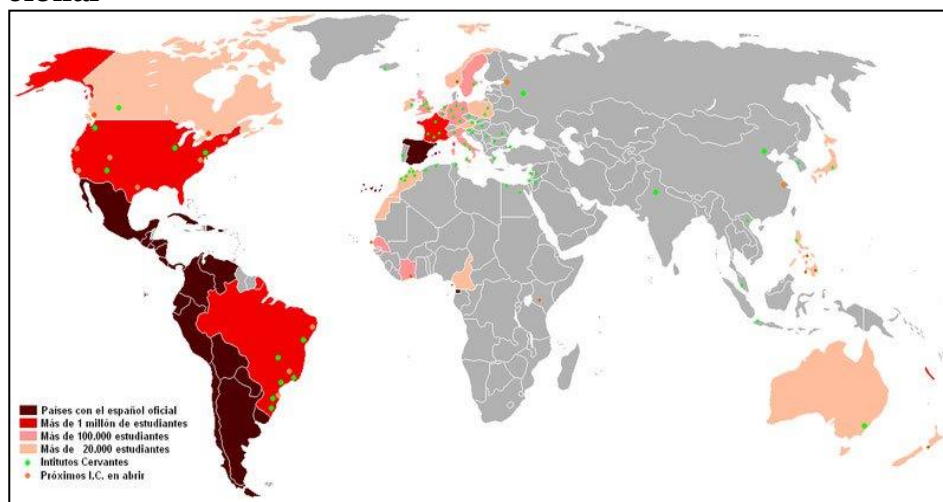 Países con el español oficial
Más de 1 millón de estudiantes
Más de 100.000 estudiantes
Más de 20.000 estudiantes
Intitutos Cervantes
Próximos I.C. en abrir